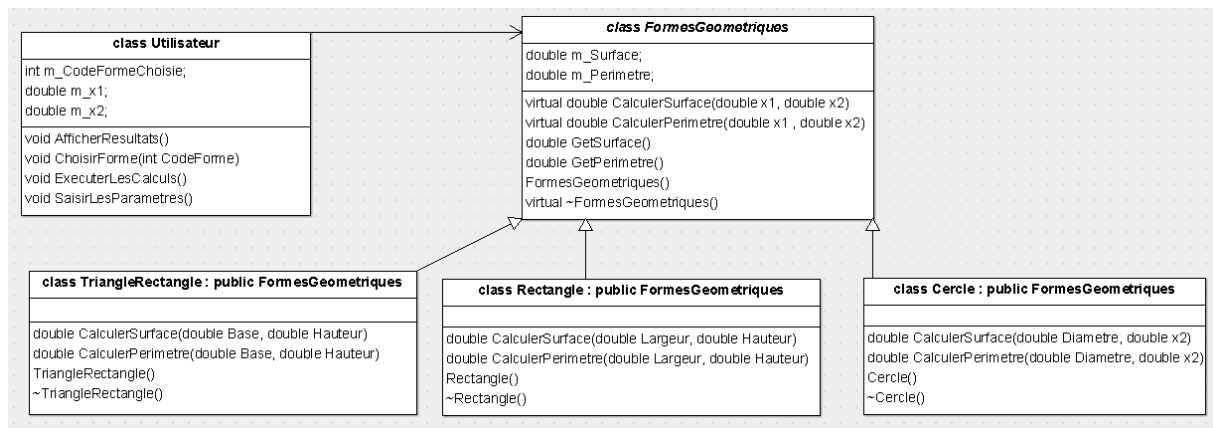 class Utilisateur
int m_CodeFormeChoisie;
double m_x1;
double m_x2;
void AfficherResultats()
void ChoisirForme(int CodeForme)
void ExecuterLesCalculs()
void SaisirLesParametres()
class FormesGeometriques
double m_Surface;
double m_Perimetre;
virtual double CalculerSurface(double x1, double x2)
virtual double CalculerPerimetre(double x1 , double x2)
double GetSurface()
double GetPerimetre()
FormesGeometriques()
virtual ~FormesGeometriques()
class TriangleRectangle : public FormesGeometriques
double CalculerSurface(double Base, double Hauteur)
double CalculerPerimetre(double Base, double Hauteur)
TriangleRectangle()
~TriangleRectangle()
class Rectangle : public FormesGeometriques
double CalculerSurface(double Largeur, double Hauteur)
double CalculerPerimetre(double Largeur, double Hauteur)
Rectangle()
~Rectangle()
class Cercle : public FormesGeometriques
double CalculerSurface(double Diametre, double x2)
double CalculerPerimetre(double Diametre, double x2)
Cercle()
~Cercle()